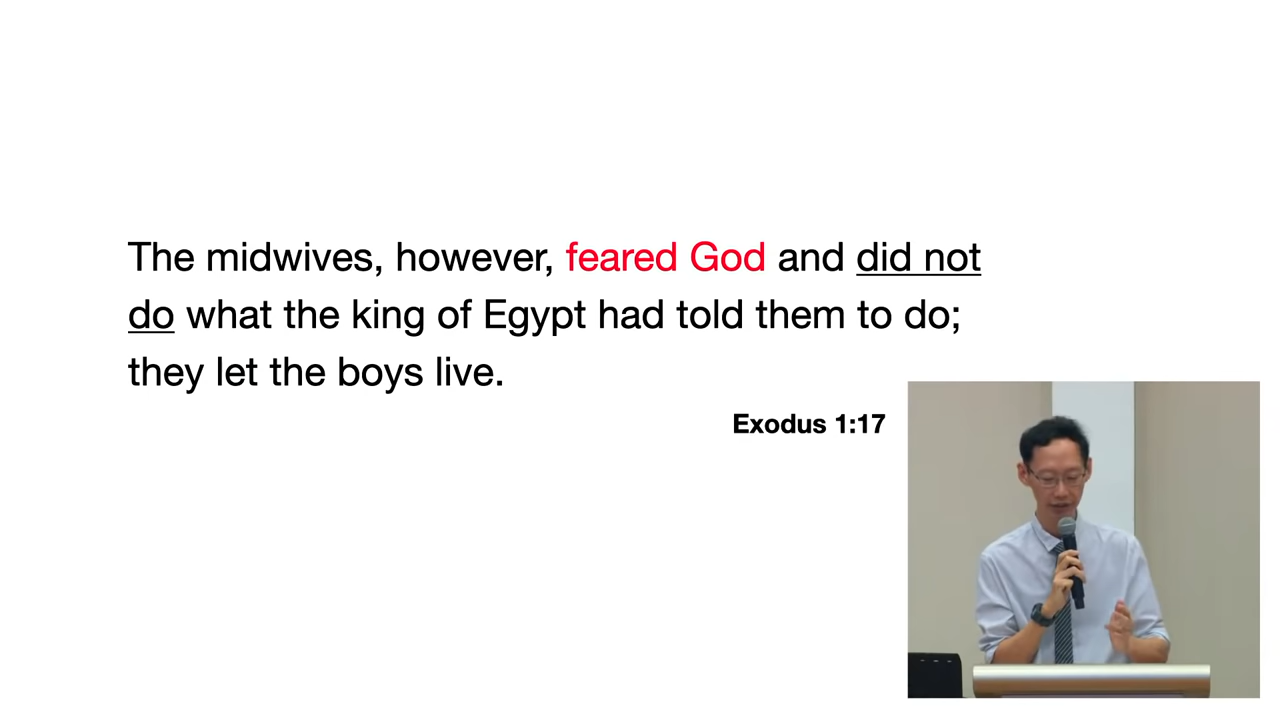 The midwives, however, feared God and did not
do what the king of Egypt had told them to do;
they let the boys live.
Exodus 1:17